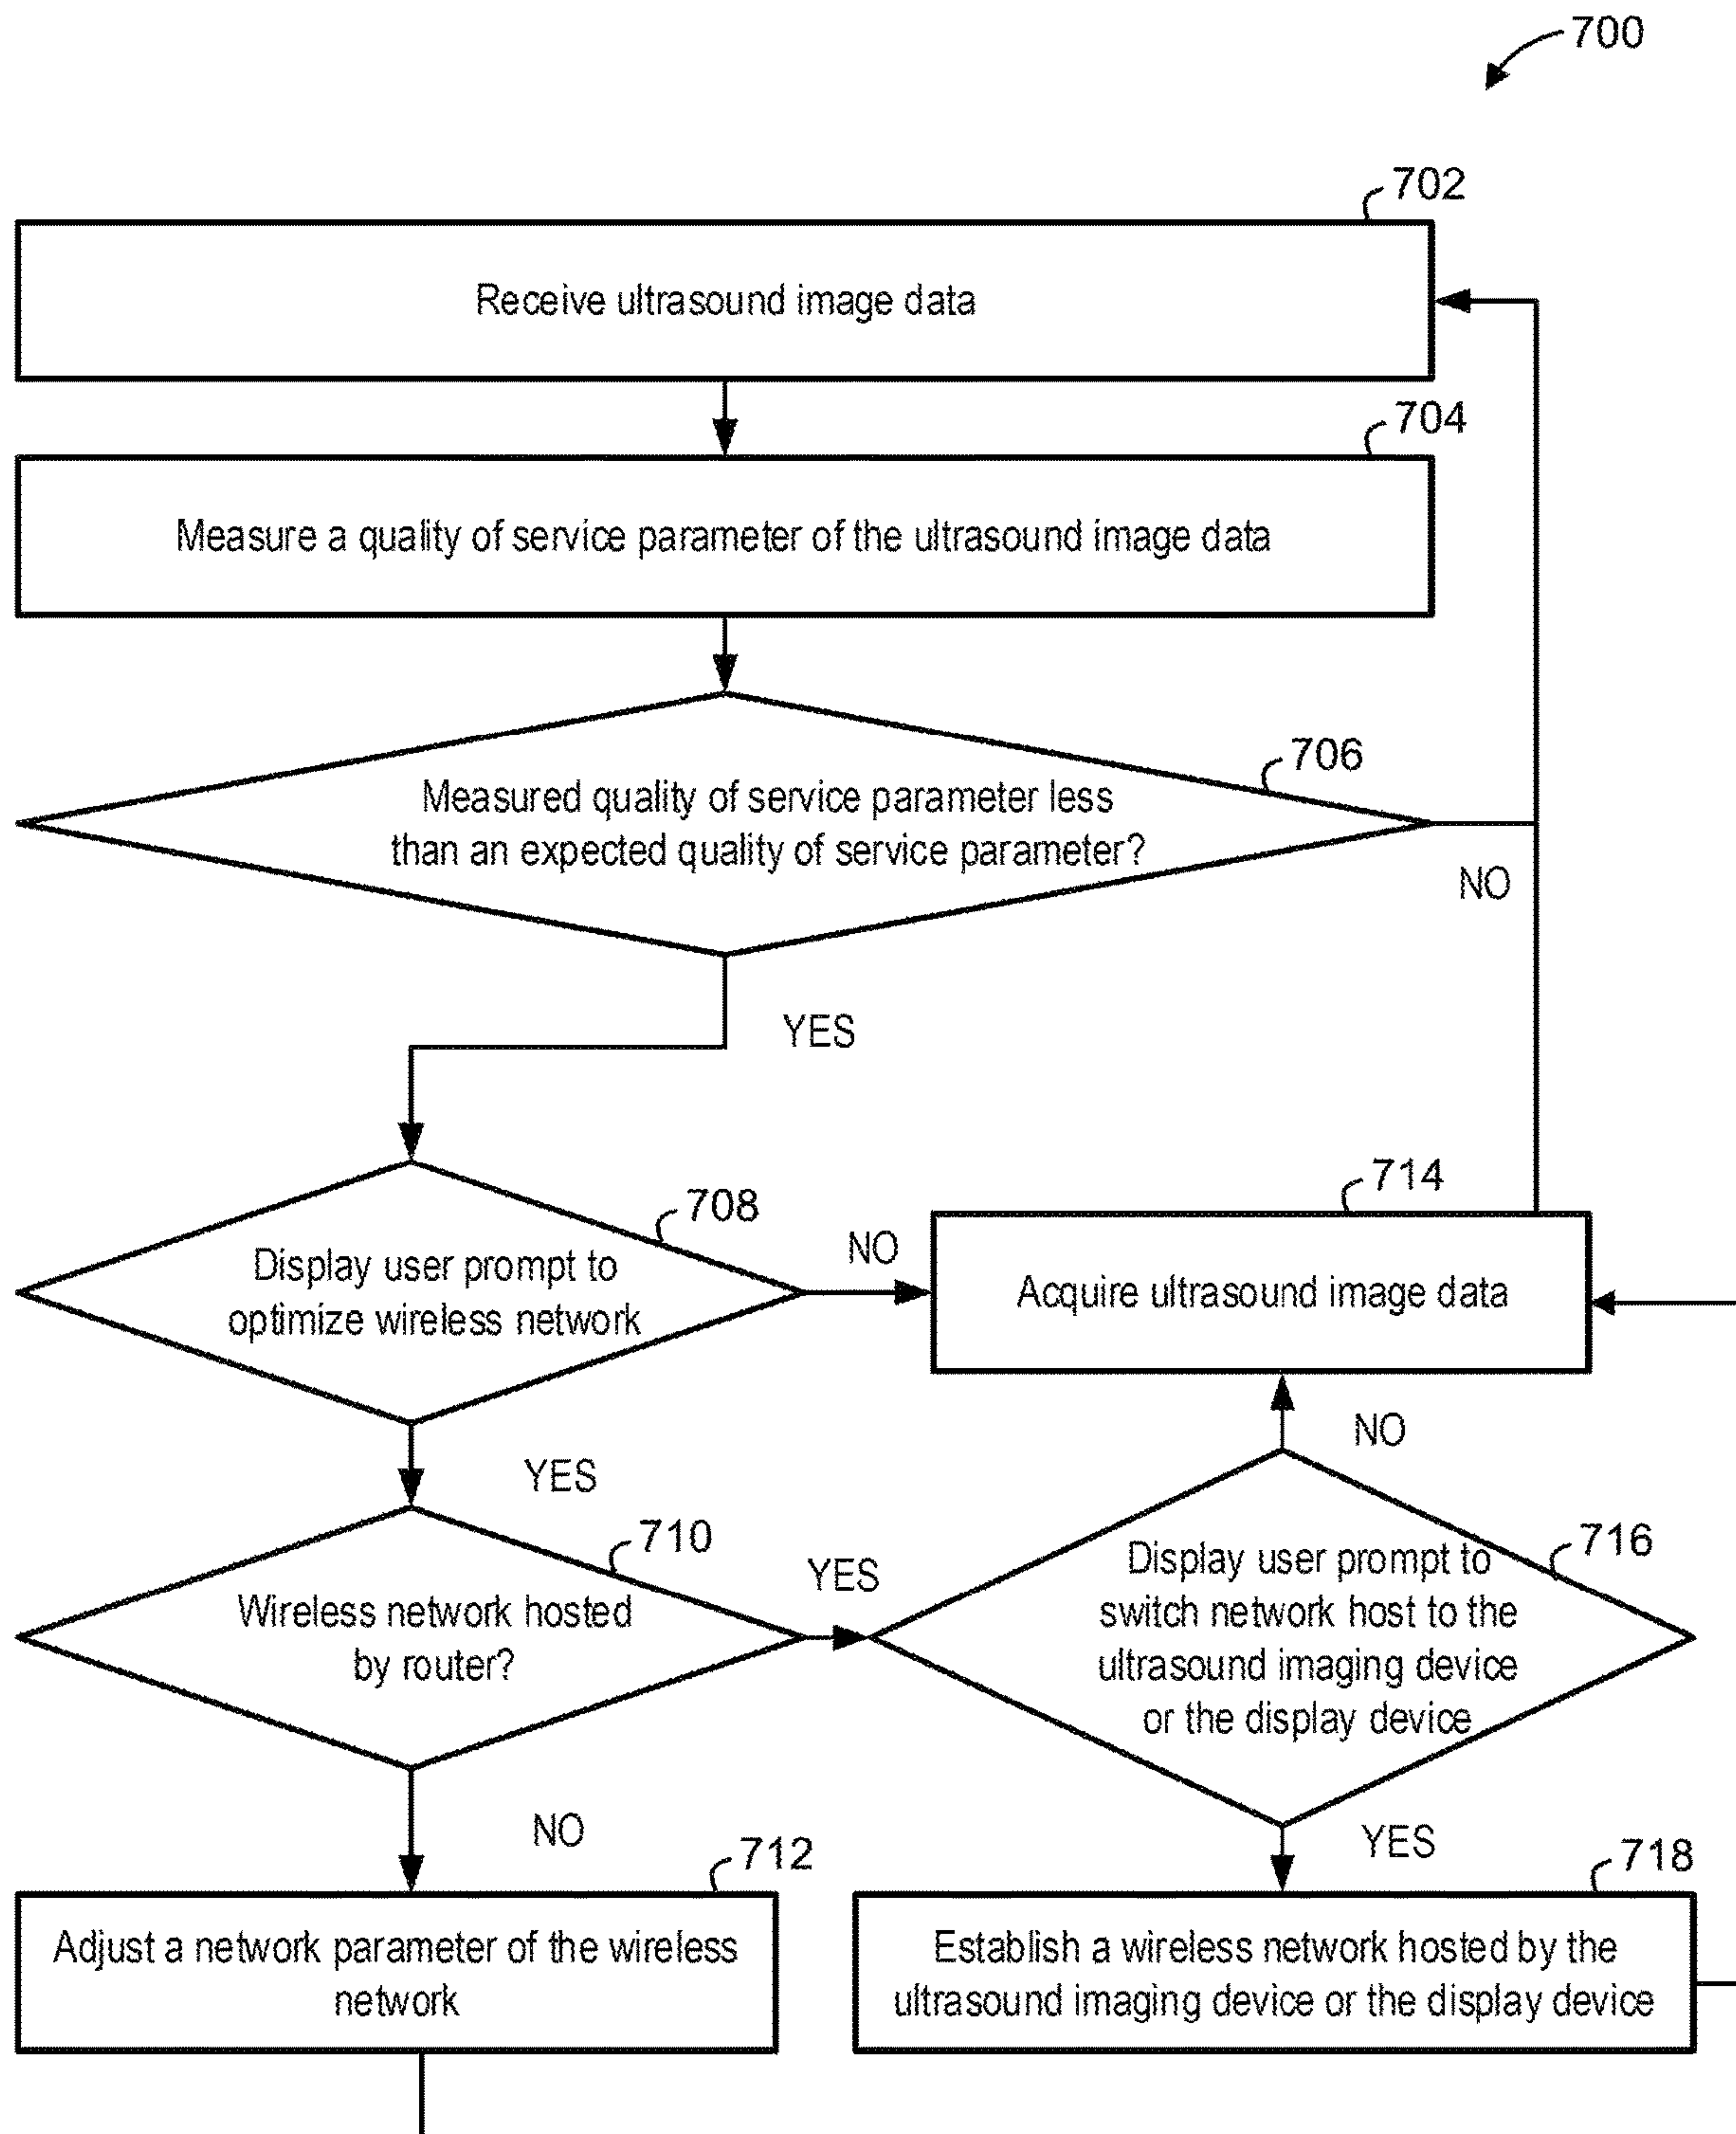 700
702
Receive ultrasound image data
704
Measure a quality of service parameter of the ultrasound image data
706
Measured quality of service parameter less
than an expected quality of service parameter?
NO
YES
708
Display user prompt to
optimize wireless network
NO
714
Acquire ultrasound image data
YES
NO
710
Wireless network hosted
by router?
YES
716
Display user prompt to
switch network host to the
ultrasound imaging device
or the display device
NO
YES
712
Adjust a network parameter of the wireless
network
718
Establish a wireless network hosted by the
ultrasound imaging device or the display device